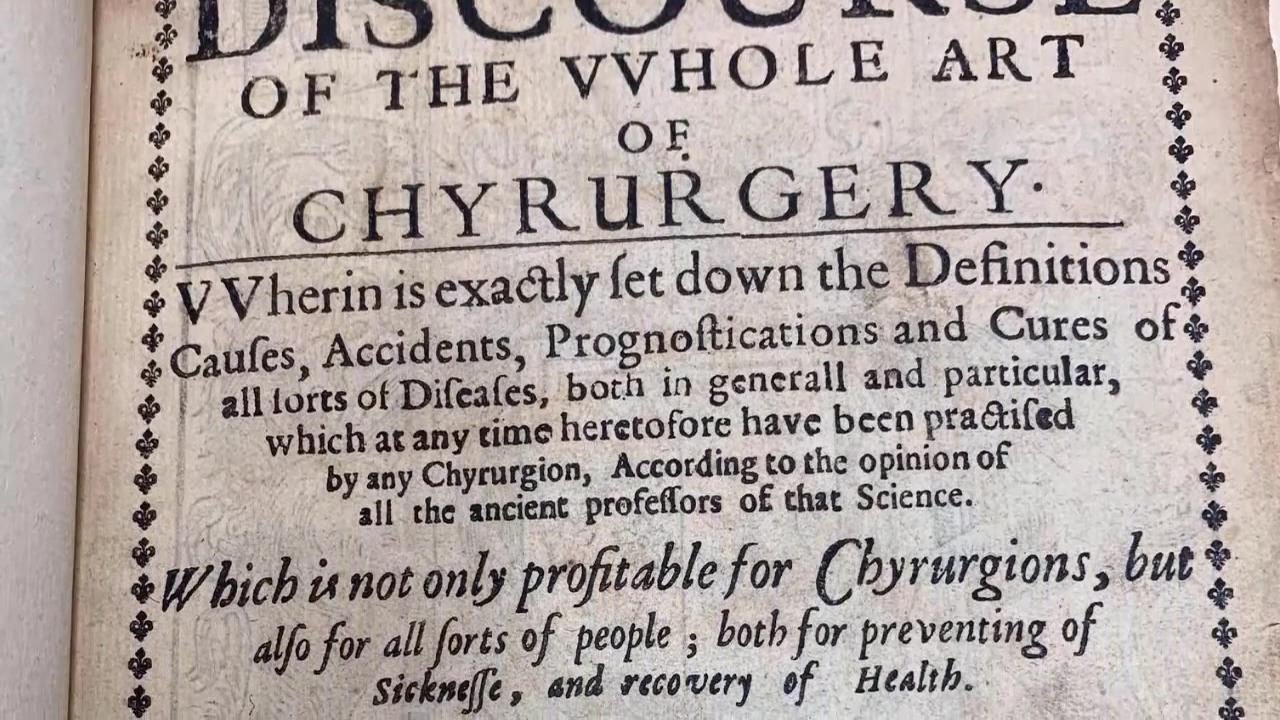 DISCOURSE
OF THE VVHOLE ART
OF
CHYRURGERY.
VVherin is exactly ſet down the Definitions
Cauſes, Accidents, Prognoſtications and Cures of
all ſorts of Diſeaſes, both in generall and particular,
which at any time heretofore have been practiſed
by any Chyrurgion, According to the opinion of
all the ancient profeſſors of that Science.
Which is not only profitable for Chyrurgions, but
alſo for all ſorts of people ; both for preventing of
Sickneſſe, and recovery of Health.